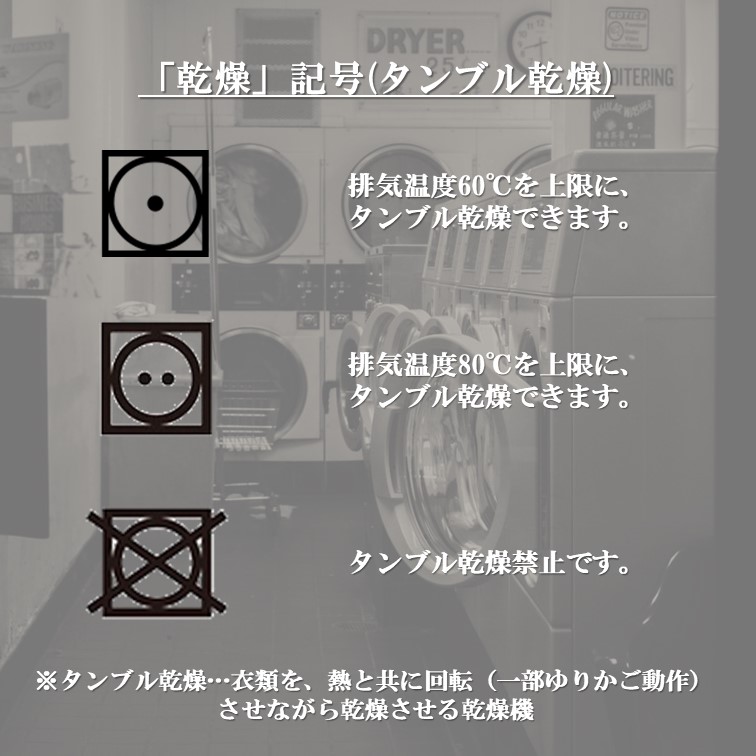 「乾燥」記号(タンブル乾燥)
DRYER
25
NOTICE
DITERING
REGULAR WASHER
排気温度60℃を上限に、
タンブル乾燥できます。
排気温度80℃を上限に、
タンブル乾燥できます。
タンブル乾燥禁止です。
※タンブル乾燥…衣類を、熱と共に回転（一部ゆりかご動作）
させながら乾燥させる乾燥機